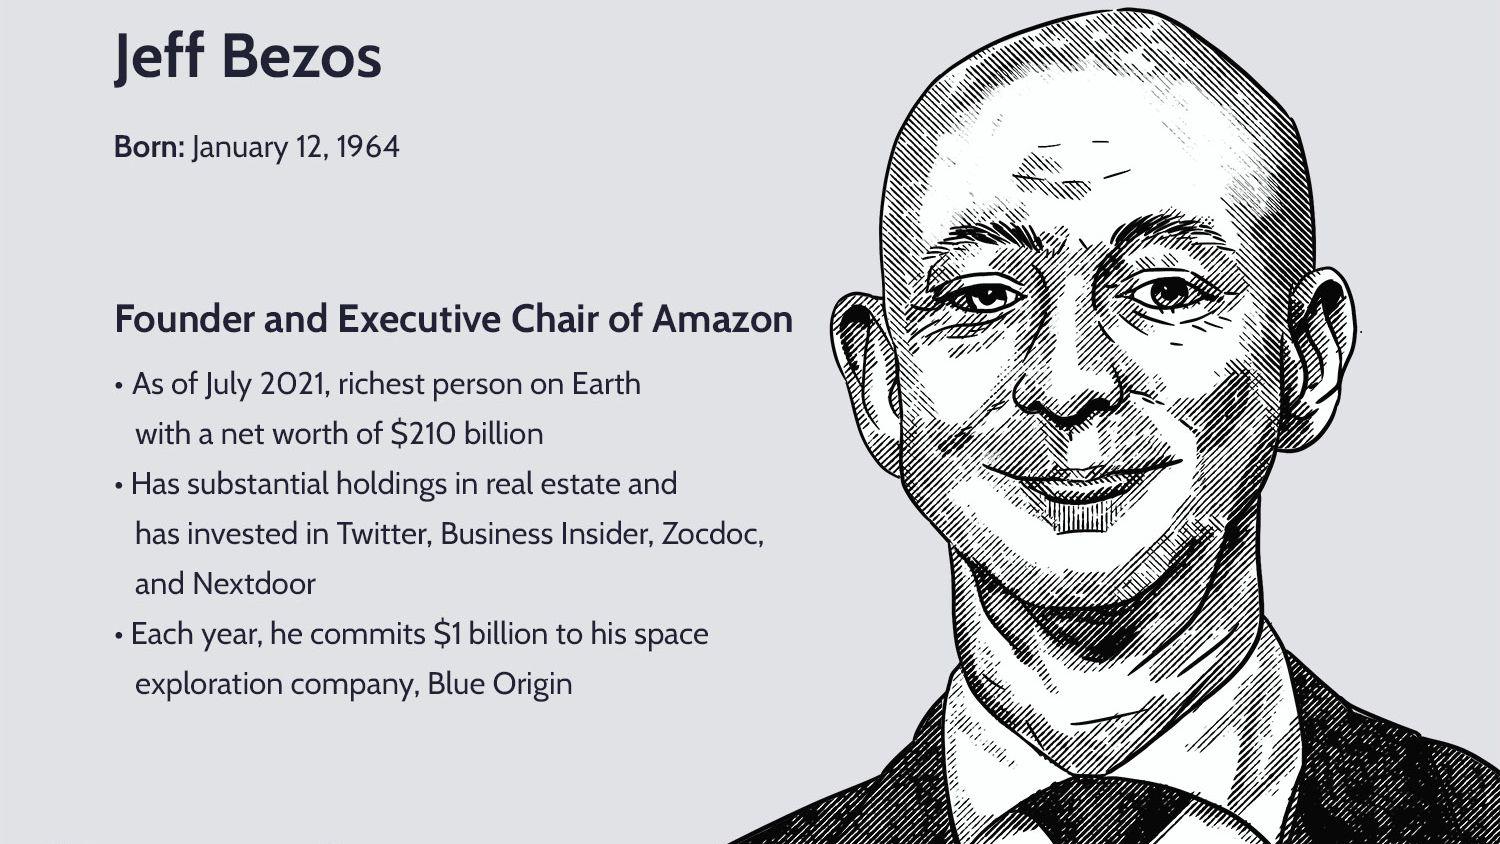 Jeff Bezos
Born: January 12, 1964
Founder and Executive Chair of Amazon
• As of July 2021, richest person on Earth
with a net worth of $210 billion
• Has substantial holdings in real estate and
has invested in Twitter, Business Insider, Zocdoc,
and Nextdoor
• Each year, he commits $1 billion to his space
exploration company, Blue Origin